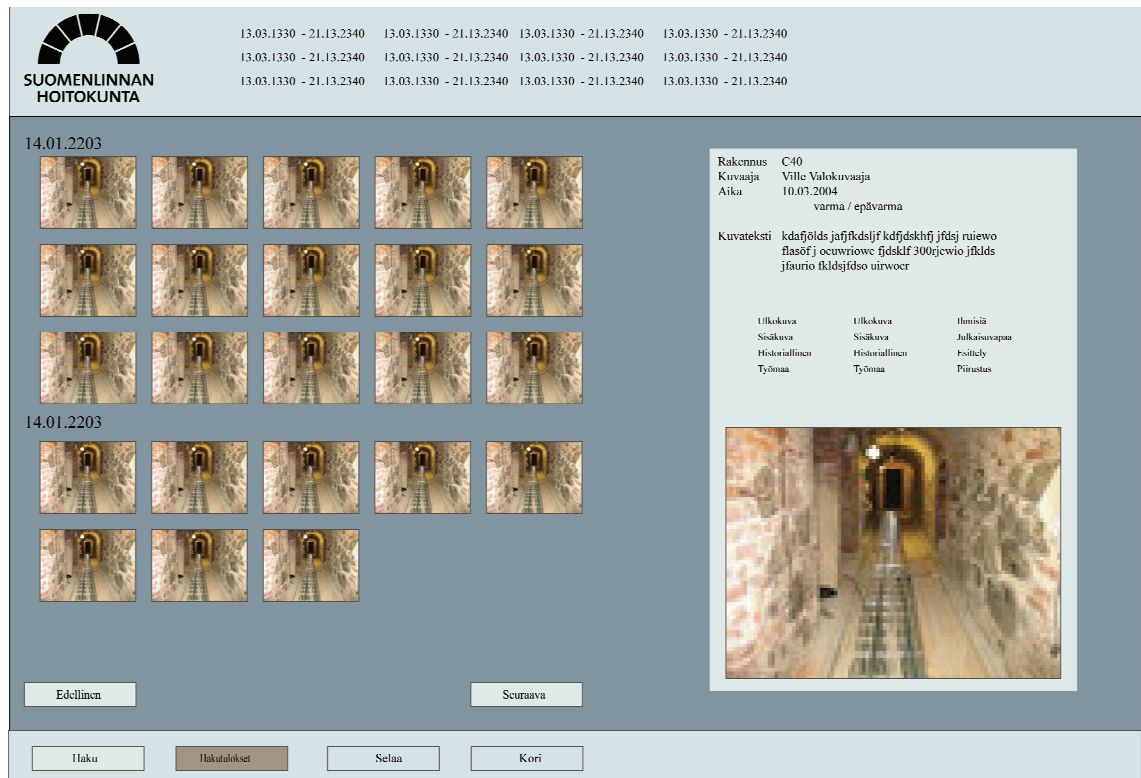 SUOMENLINNAN
HOITOKUNTA
13.03.1330 - 21.13.2340 13.03.1330 - 21.13.2340 13.03.1330 - 21.13.2340 13.03.1330 - 21.13.2340
13.03.1330 - 21.13.2340 13.03.1330 - 21.13.2340 13.03.1330 - 21.13.2340 13.03.1330 - 21.13.2340
13.03.1330 - 21.13.2340 13.03.1330 - 21.13.2340 13.03.1330 - 21.13.2340 13.03.1330 - 21.13.2340
14.01.2203
14.01.2203
Edellinen Seuraava
Rakennus C40
Kuvaaja Ville Valokuvaaja
Aika 10.03.2004
varma / epävarma
Kuvateksti kdafjölds jafjfkdsljf kdfjdskhfj jfdsj ruiewo
flasöf j oeuwriowe fjdsklf 300rjewio jfklds
jfaurio fkldsjfdso uirwoer
Ulkokuva Ulkokuva Ihmisiä
Sisäkuva Sisäkuva Julkaisuvapaa
Historiallinen Historiallinen Esittely
Työmaa Työmaa Piirustus
Haku Hakutulokset Selaa Kori